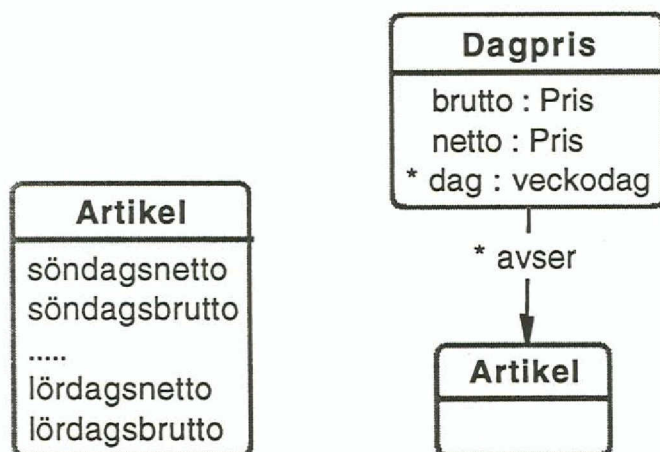 Artikel
söndagsnetto
söndagsbrutto
.....
lördagsnetto
lördagsbrutto
Dagpris
brutto : Pris
netto : Pris
* dag : veckodag
* avser
Artikel